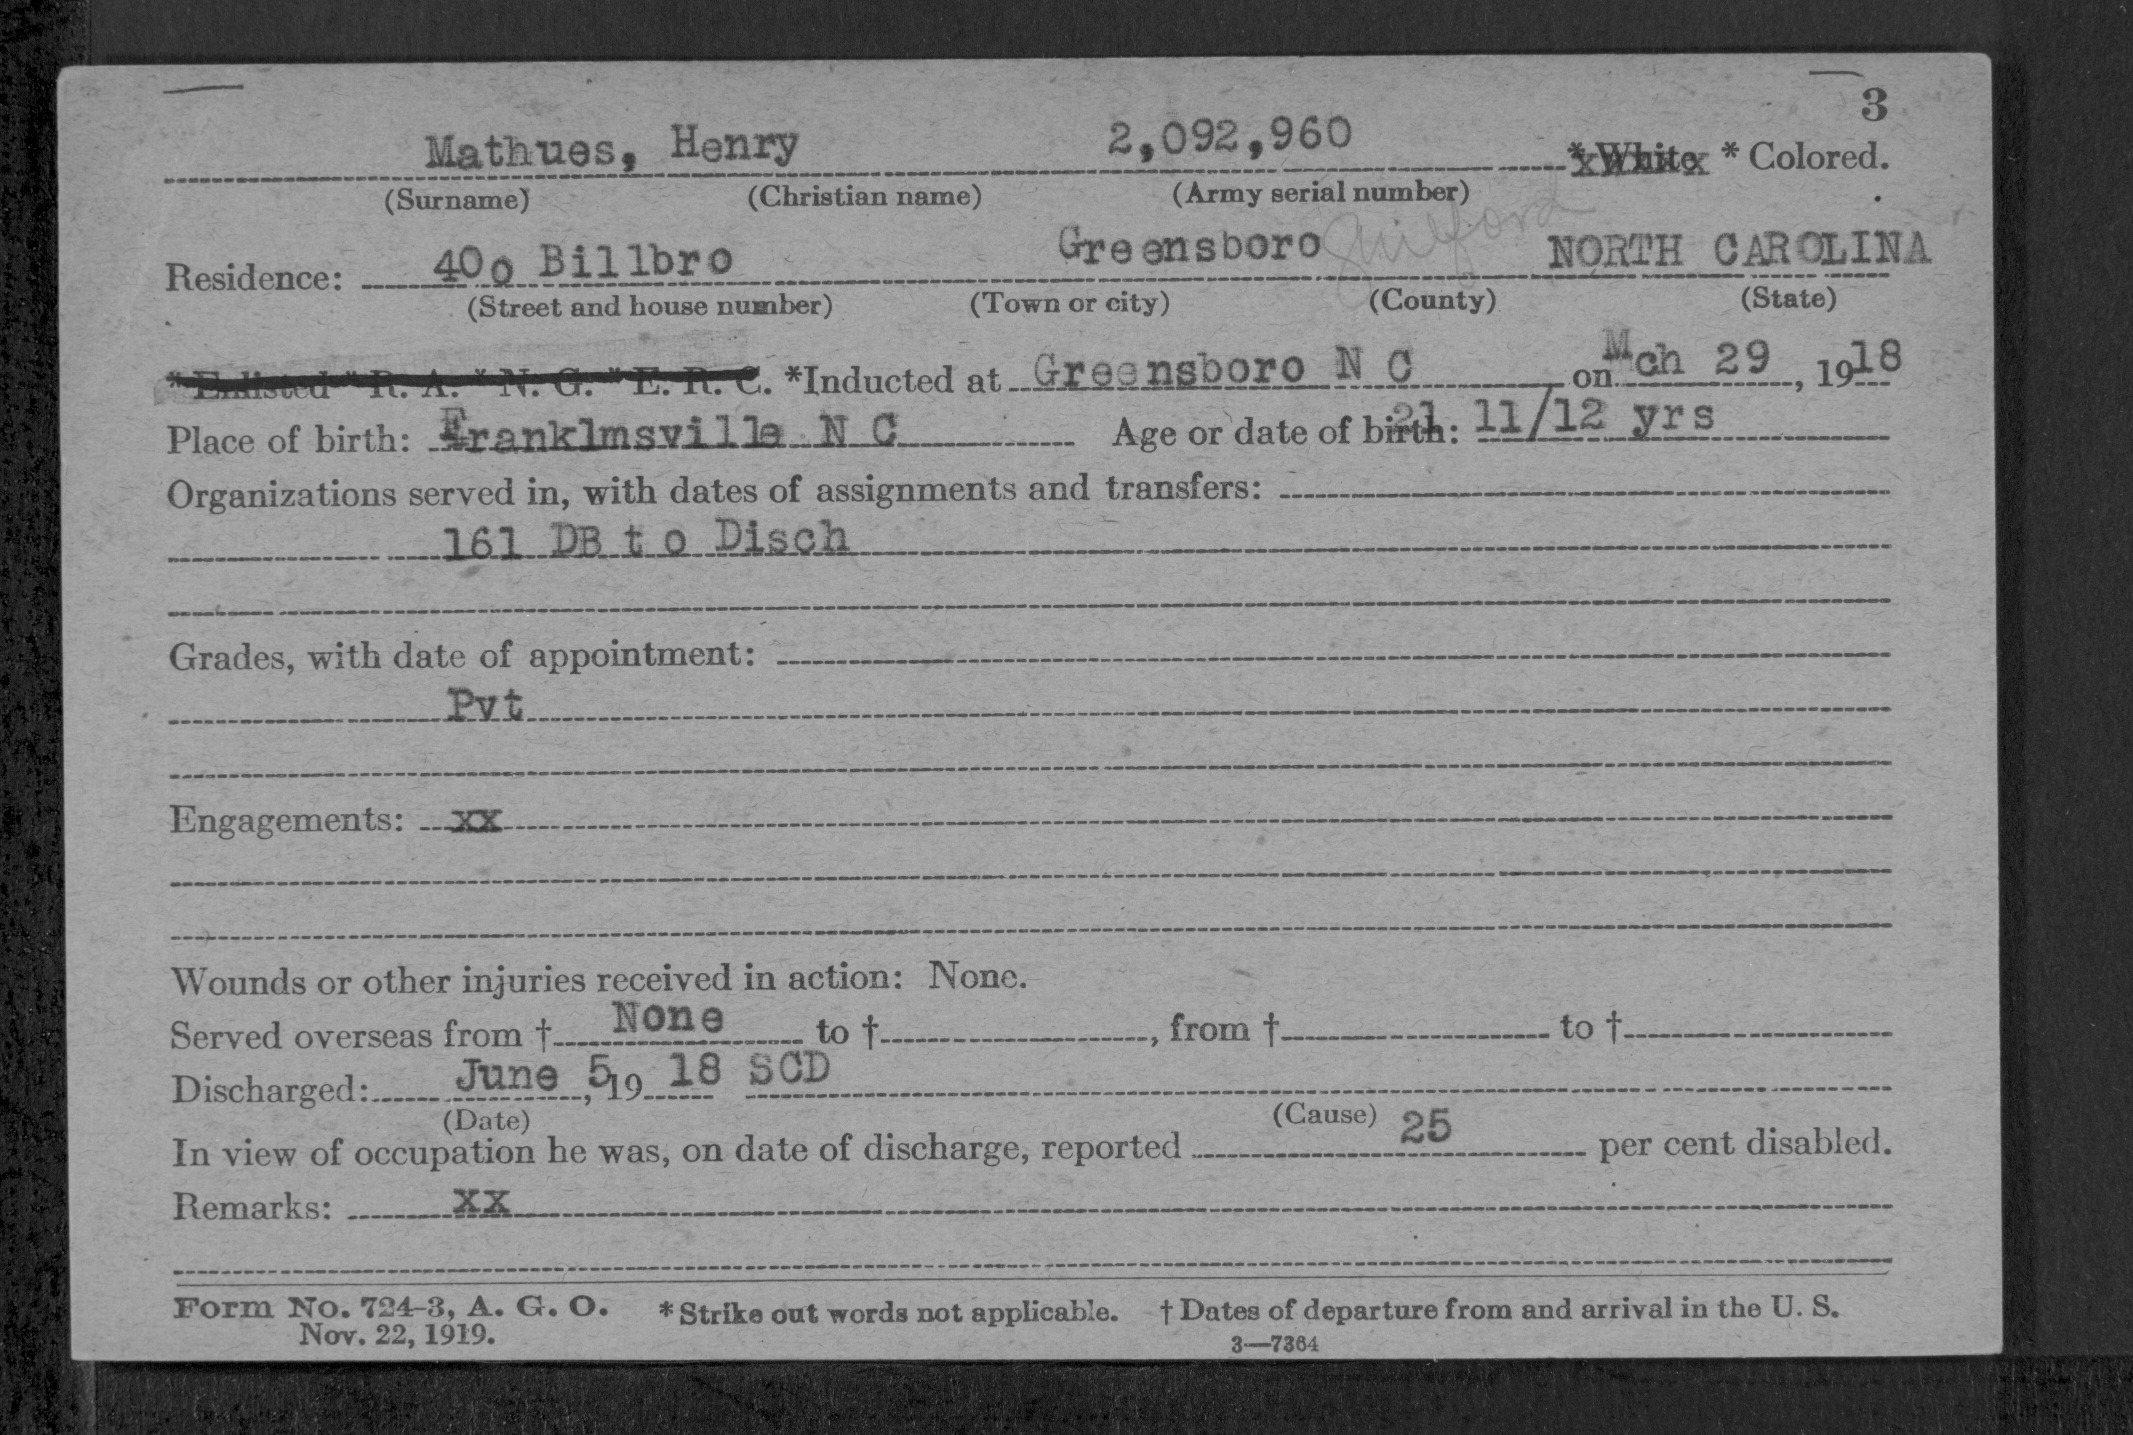 3
Mathues, Henry 2,092,960 *White * Colored.
(Surname) (Christian name) (Army serial number)
Residence: 400 Billbro Greensboro Guilford NORTH CAROLINA
(Street and house number) (Town or city) (County) (State)
* Enlisted * R. A. * N. G. * E. R. C. *Inducted at Greensboro N C on Mch 29, 1918
Place of birth: Franklmsville N C Age or date of birth: 21 11/12 yrs
Organizations served in, with dates of assignments and transfers:
161 DB to Disch
Grades, with date of appointment:
Pvt
Engagements: xx
Wounds or other injuries received in action: None.
Served overseas from † None to †, from † to †
Discharged: June 5, 19 18 SCD
(Date) (Cause)
In view of occupation he was, on date of discharge, reported 25 per cent disabled.
Remarks: xx
Form No. 724-3, A. G. O. *Strike out words not applicable. † Dates of departure from and arrival in the U. S.
Nov. 22, 1919. 3—7364